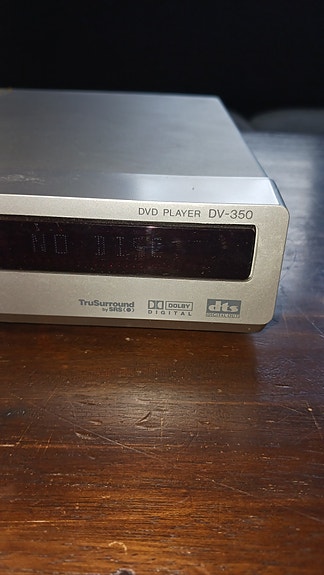 DVD PLAYER DV-350
NO DISC
TruSurround
by SRS
DOLBY
DIGITAL
dts